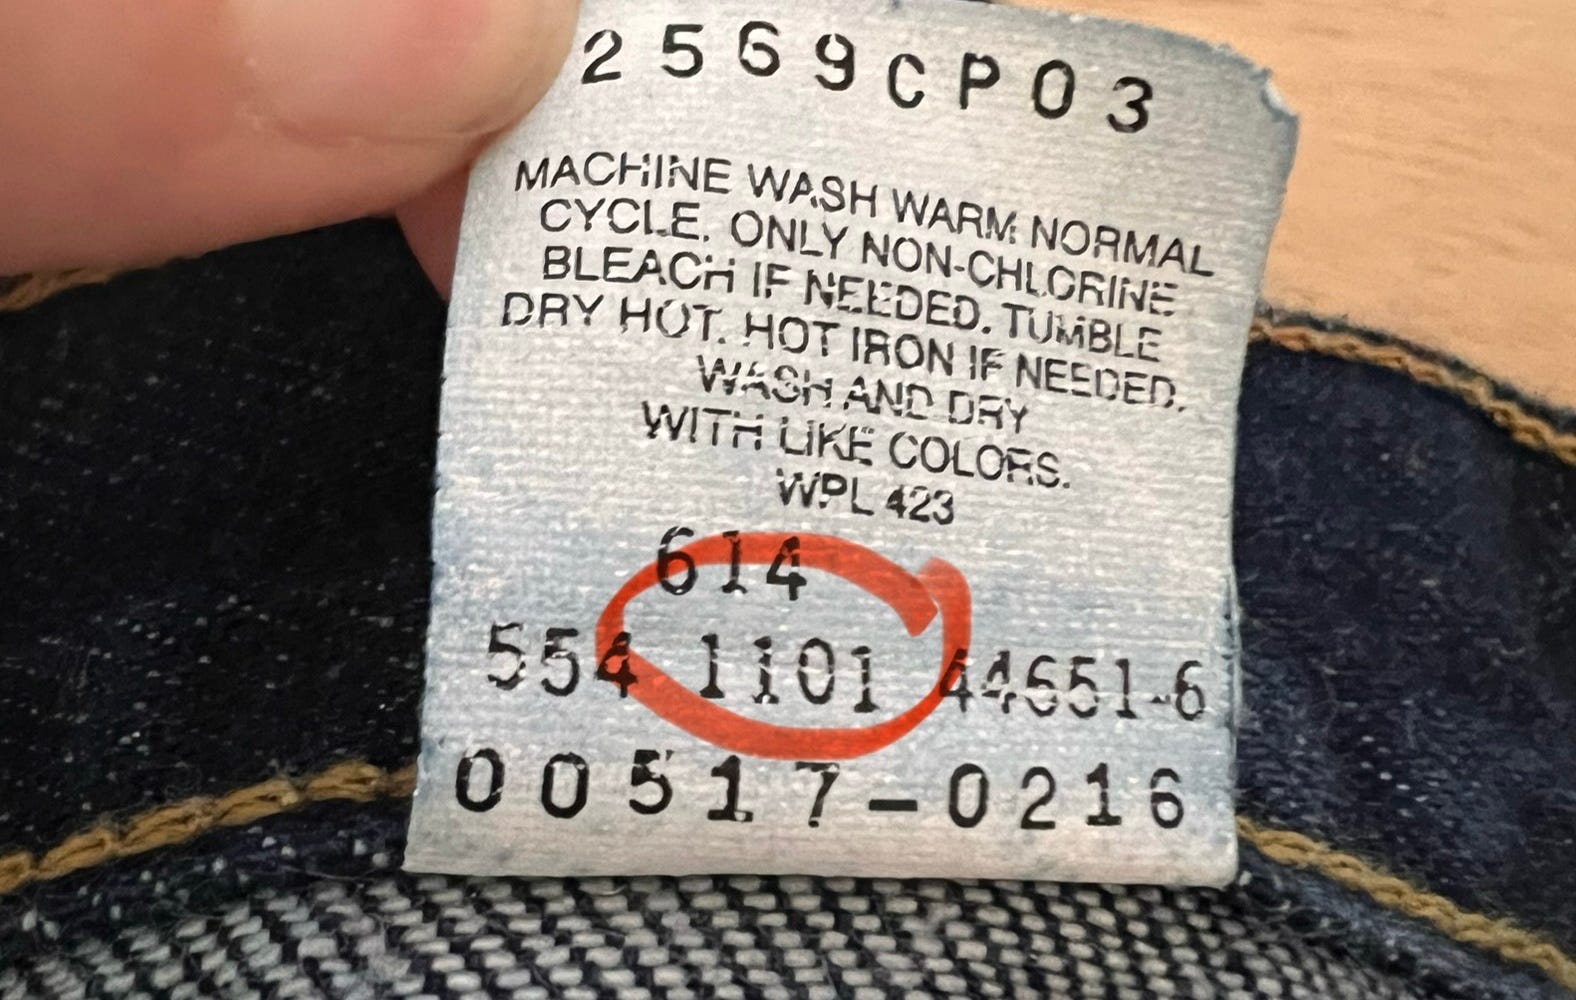 2569CP03
MACHINE WASH WARM NORMAL
CYCLE. ONLY NON-CHLORINE
BLEACH IF NEEDED. TUMBLE
DRY HOT. HOT IRON IF NEEDED.
WASH AND DRY
WITH LIKE COLORS.
WPL 423
614
554 1101 44651-6
00517-0216